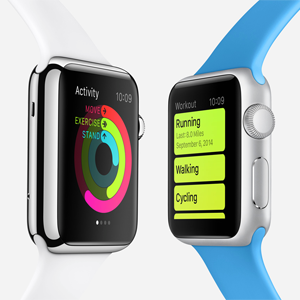 Activity 10:09
MOVE
EXERCISE
STAND
Workout 10:09
Running
Last: 8.0 Miles
September 6, 2014
Walking
Cycling